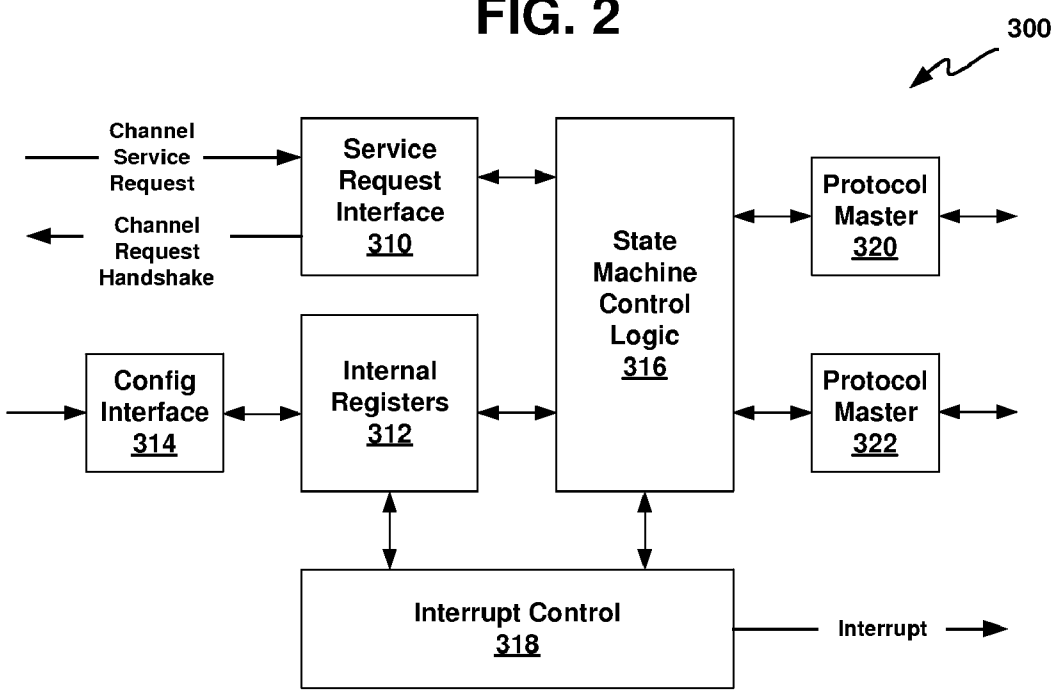 FIG. 2
300
Channel
Service
Request
Channel
Request
Handshake
Service
Request
Interface
310
State
Machine
Control
Logic
316
Protocol
Master
320
Config
Interface
314
Internal
Registers
312
Protocol
Master
322
Interrupt Control
318
Interrupt